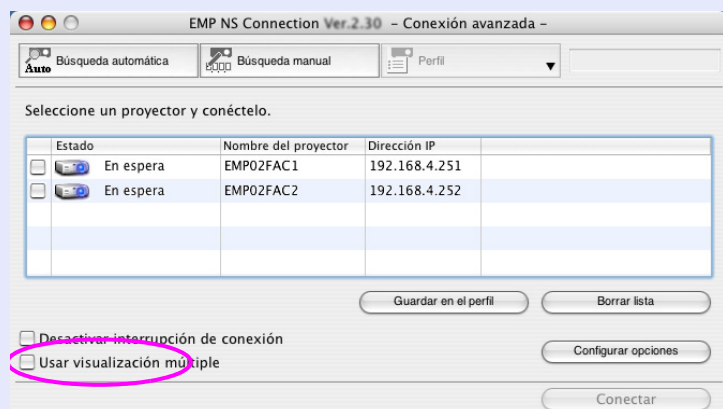 EMP NS Connection Ver.2.30 – Conexión avanzada –
Auto Búsqueda automática Búsqueda manual Perfil
Seleccione un proyector y conéctelo.
Estado Nombre del proyector Dirección IP
En espera EMP02FAC1 192.168.4.251
En espera EMP02FAC2 192.168.4.252
Guardar en el perfil Borrar lista
Desactivar interrupción de conexión
Usar visualización múltiple
Configurar opciones
Conectar